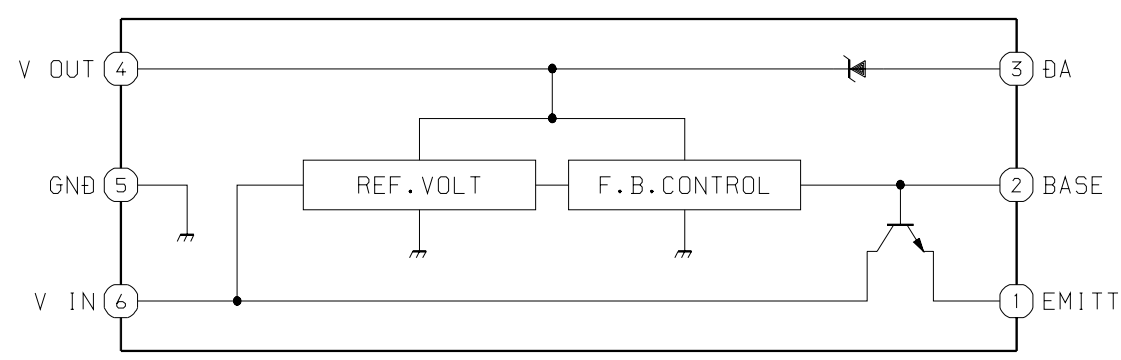 V OUT 4 3 ĐA
REF.VOLT F.B.CONTROL
GNĐ 5 2 BASE
V IN 6 1 EMITT